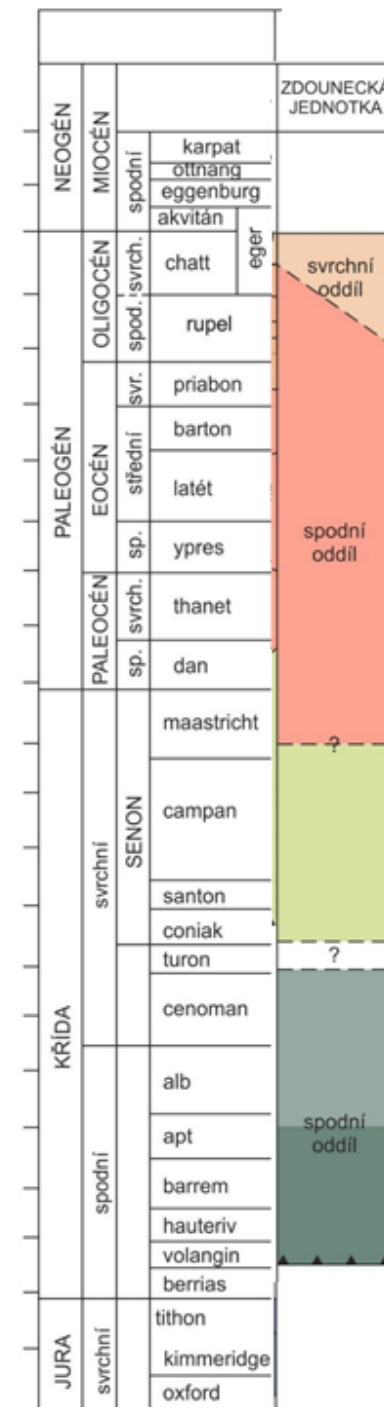 ZDOUNECKÁ
JEDNOTKA
NEOGÉN
MIOCÉN
spodní
karpat
ottnang
eggenburg
akvitán
eger
PALEOGÉN
OLIGOCÉN
svrch.
chatt
svrchní
oddíl
spod.
rupel
EOCÉN
svr.
priabon
střední
barton
latét
sp.
ypres
spodní
oddíl
PALEOCÉN
svrch.
thanet
sp.
dan
KŘÍDA
svrchní
SENON
maastricht
?
campan
santon
coniak
turon
?
cenoman
spodní
alb
apt
spodní
oddíl
barrem
hauteriv
volangin
berrias
JURA
svrchní
tithon
kimmeridge
oxford